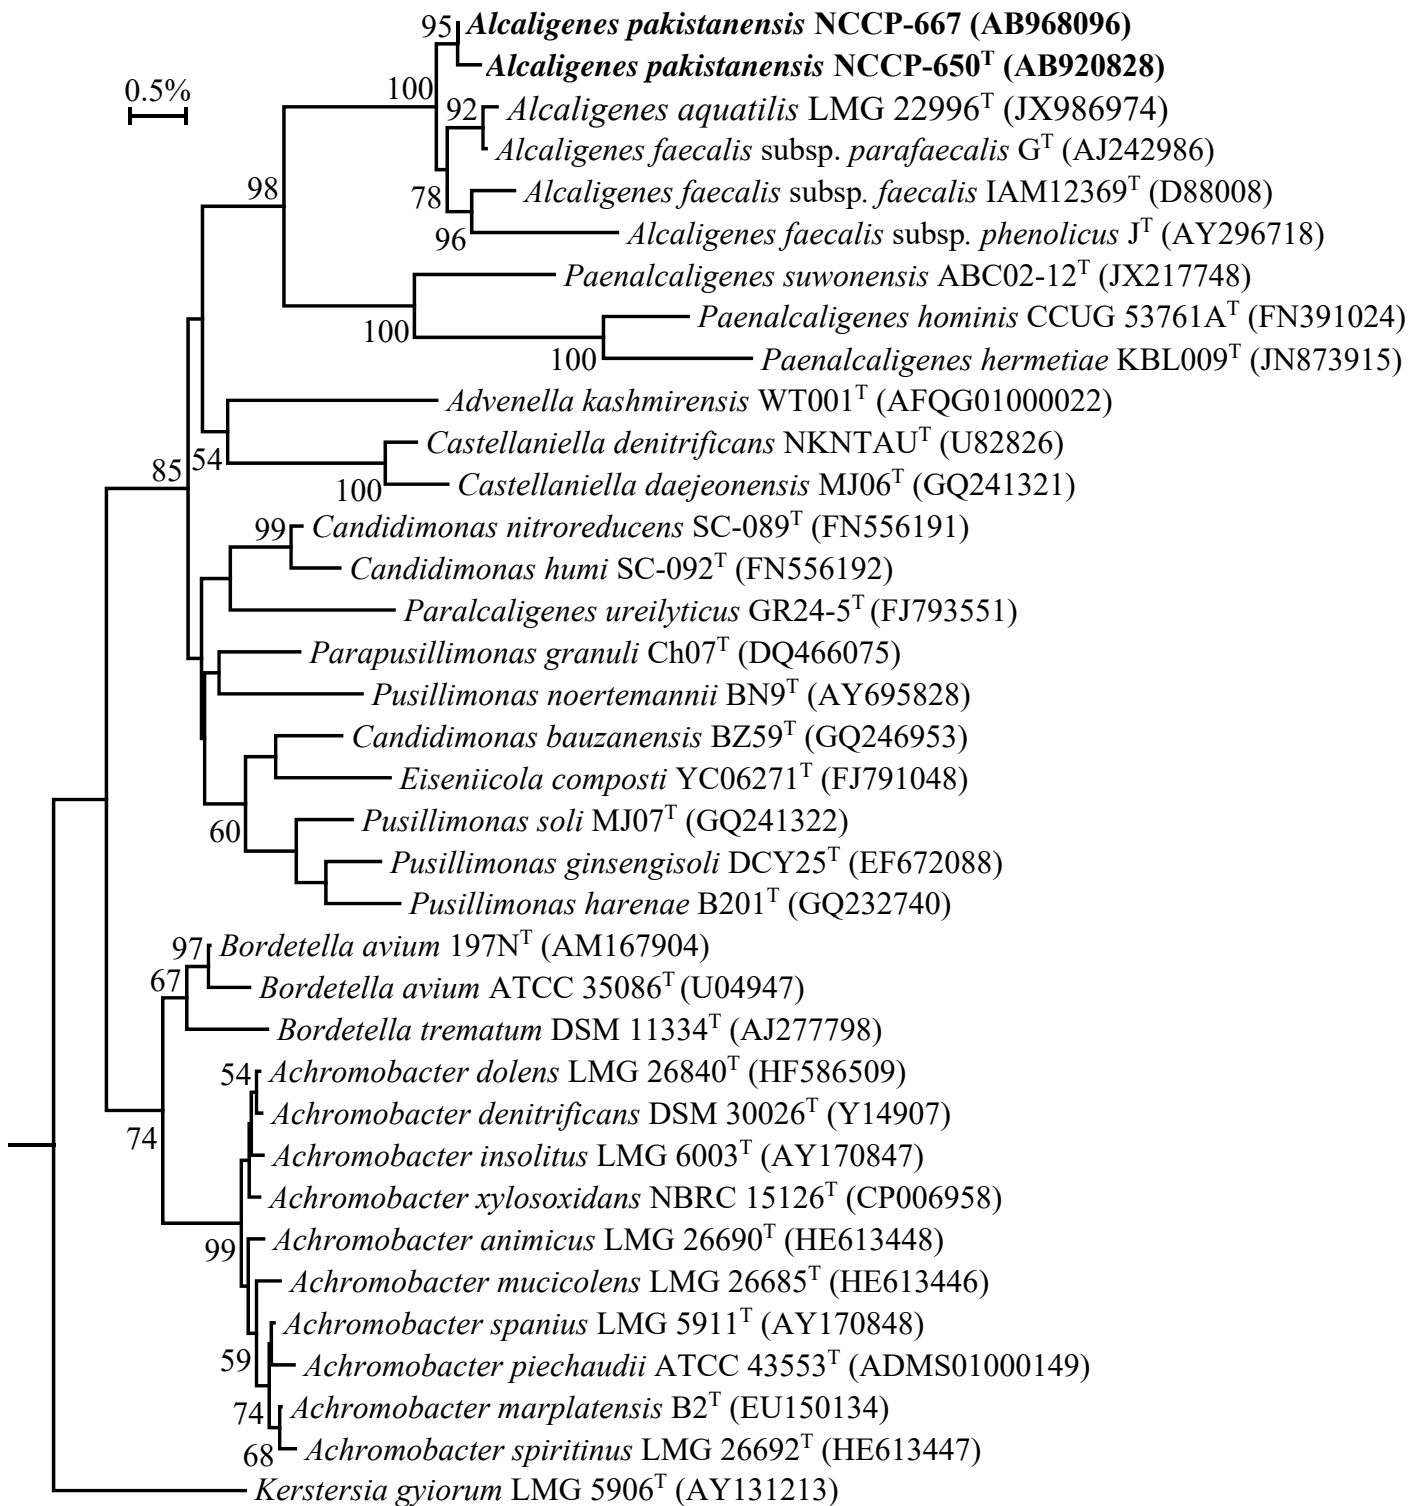 95 Alcaligenes pakistanensis NCCP-667 (AB968096)
Alcaligenes pakistanensis NCCP-650ᵀ (AB920828)
0.5%
100
92 Alcaligenes aquatilis LMG 22996ᵀ (JX986974)
Alcaligenes faecalis subsp. parafaecalis Gᵀ (AJ242986)
98
78 Alcaligenes faecalis subsp. faecalis IAM12369ᵀ (D88008)
96 Alcaligenes faecalis subsp. phenolicus Jᵀ (AY296718)
Paenalcaligenes suwonensis ABC02-12ᵀ (JX217748)
Paenalcaligenes hominis CCUG 53761Aᵀ (FN391024)
100
100 Paenalcaligenes hermetiae KBL009ᵀ (JN873915)
Advenella kashmirensis WT001ᵀ (AFQG01000022)
Castellaniella denitrificans NKNTAUᵀ (U82826)
85 54
100 Castellaniella daejeonensis MJ06ᵀ (GQ241321)
99 Candidimonas nitroreducens SC-089ᵀ (FN556191)
Candidimonas humi SC-092ᵀ (FN556192)
Paralcaligenes ureilyticus GR24-5ᵀ (FJ793551)
Parapusillimonas granuli Ch07ᵀ (DQ466075)
Pusillimonas noertemannii BN9ᵀ (AY695828)
Candidimonas bauzanensis BZ59ᵀ (GQ246953)
Eiseniicola composti YC06271ᵀ (FJ791048)
60 Pusillimonas soli MJ07ᵀ (GQ241322)
Pusillimonas ginsengisoli DCY25ᵀ (EF672088)
Pusillimonas harenae B201ᵀ (GQ232740)
97 Bordetella avium 197Nᵀ (AM167904)
67 Bordetella avium ATCC 35086ᵀ (U04947)
Bordetella trematum DSM 11334ᵀ (AJ277798)
54 Achromobacter dolens LMG 26840ᵀ (HF586509)
Achromobacter denitrificans DSM 30026ᵀ (Y14907)
74
Achromobacter insolitus LMG 6003ᵀ (AY170847)
Achromobacter xylosoxidans NBRC 15126ᵀ (CP006958)
99 Achromobacter animicus LMG 26690ᵀ (HE613448)
Achromobacter mucicolens LMG 26685ᵀ (HE613446)
Achromobacter spanius LMG 5911ᵀ (AY170848)
59 Achromobacter piechaudii ATCC 43553ᵀ (ADMS01000149)
74 Achromobacter marplatensis B2ᵀ (EU150134)
68 Achromobacter spiritinus LMG 26692ᵀ (HE613447)
Kerstersia gyiorum LMG 5906ᵀ (AY131213)